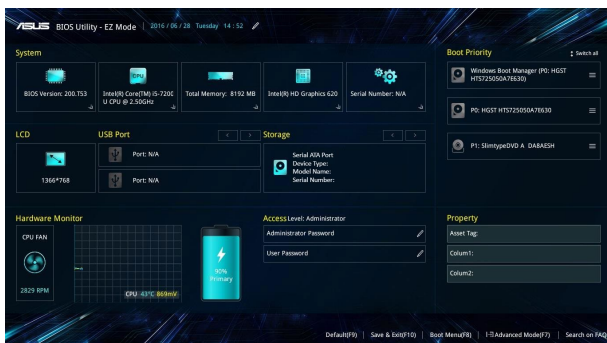 ASUS BIOS Utility - EZ Mode 2016 / 06 / 28 Tuesday 14 : 52
System
BIOS Version: 200.T53
CPU
Intel(R) Core(TM) i5-7200
U CPU @ 2.50GHz
Total Memory: 8192 MB
Intel(R) HD Graphics 620
Serial Number: N/A
Boot Priority
Switch all
Windows Boot Manager (P0: HGST
HTS725050A7E630)
P0: HGST HTS725050A7E630
P1: SlimtypeDVD A DA8AESH
LCD
1366*768
USB Port
Port: N/A
Port: N/A
Storage
Serial ATA Port
Device Type:
Model Name:
Serial Number:
Hardware Monitor
CPU FAN
2829 RPM
CPU 43°C 869mV
90%
Primary
Access Level: Administrator
Administrator Password
User Password
Property
Asset Tag:
Colum1:
Colum2:
Default(F9) | Save & Exit(F10) | Boot Menu(F8) | Advanced Mode(F7) | Search on FAQ